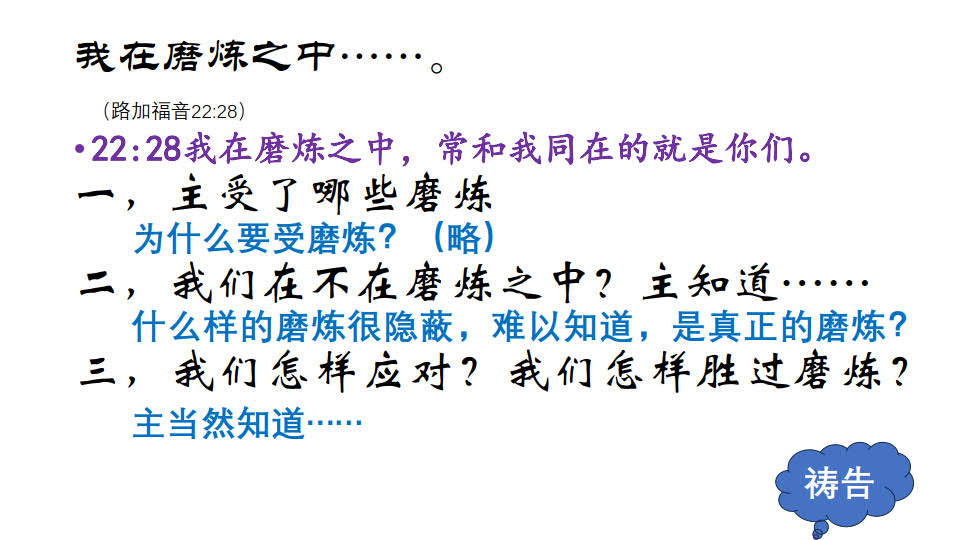 我在磨炼之中……。
（路加福音22:28）
•22:28我在磨炼之中，常和我同在的就是你们。
一，主受了哪些磨炼
为什么要受磨炼？（略）
二，我们在不在磨炼之中？主知道……
什么样的磨炼很隐蔽，难以知道，是真正的磨炼？
三，我们怎样应对？我们怎样胜过磨炼？
主当然知道……
祷告